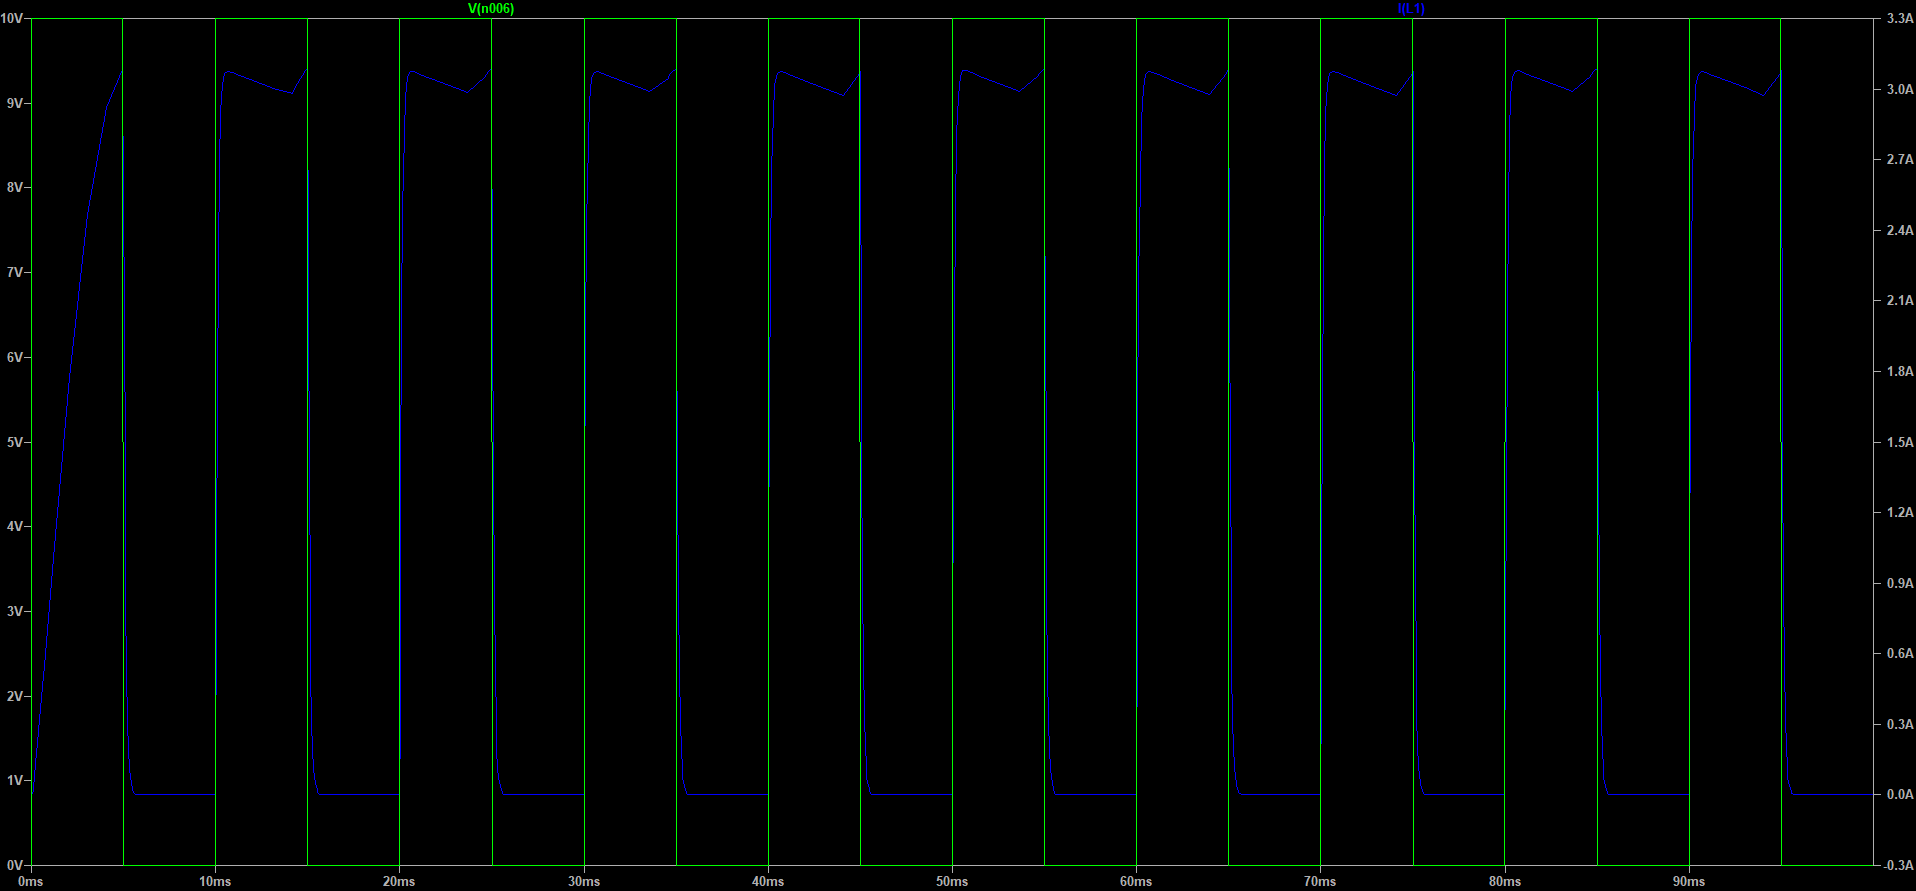 V(n006) I(L1)
10V 3.3A
9V 3.0A
8V 2.7A
7V 2.4A
6V 2.1A
5V 1.8A
4V 1.5A
3V 1.2A
2V 0.9A
1V 0.6A
0V 0.3A
0.0A
-0.3A
0ms 10ms 20ms 30ms 40ms 50ms 60ms 70ms 80ms 90ms